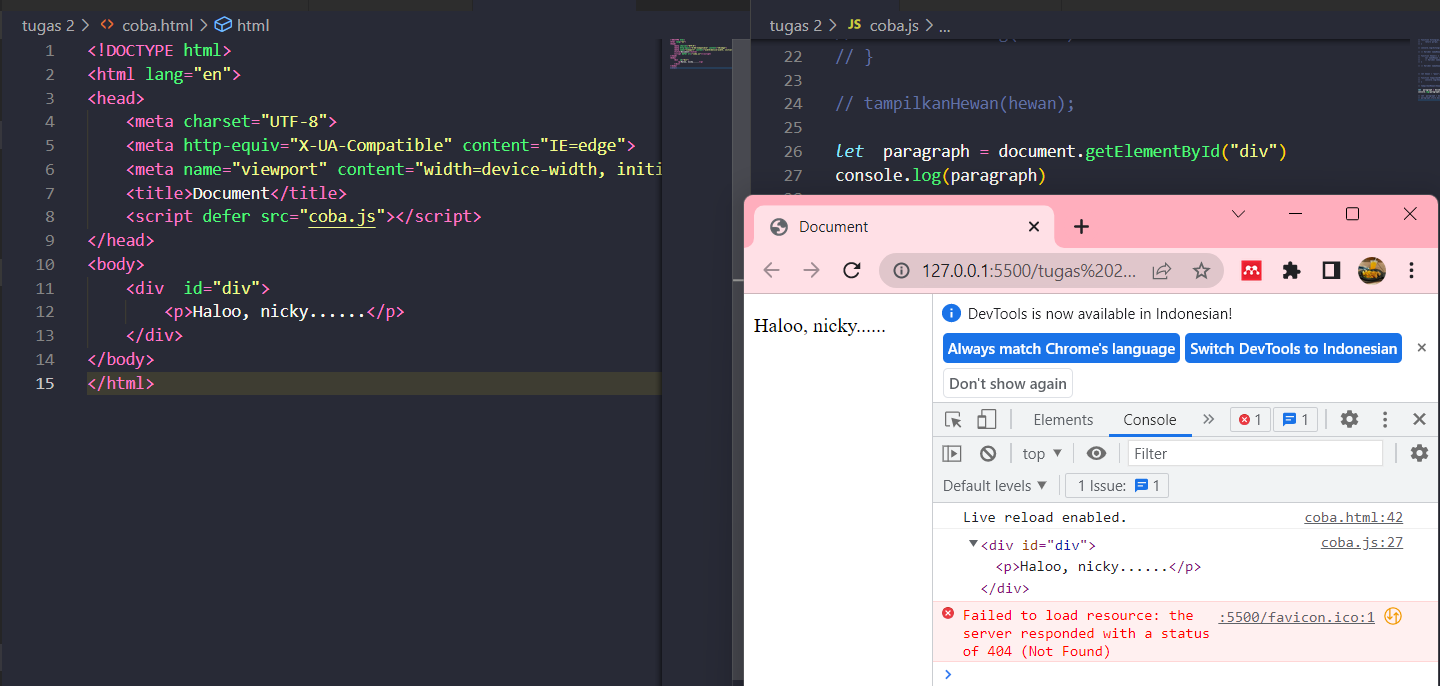 tugas 2 > coba.html > html
1 <!DOCTYPE html>
2 <html lang="en">
3 <head>
4 <meta charset="UTF-8">
5 <meta http-equiv="X-UA-Compatible" content="IE=edge">
6 <meta name="viewport" content="width=device-width, initi
7 <title>Document</title>
8 <script defer src="coba.js"></script>
9 </head>
10 <body>
11 <div  id="div">
12 <p>Haloo, nicky......</p>
13 </div>
14 </body>
15 </html>
tugas 2 > JS coba.js > ...
22 // }
23
24 // tampilkanHewan(hewan);
25
26 let  paragraph = document.getElementById("div")
27 console.log(paragraph)
Document
127.0.0.1:5500/tugas%202...
Haloo, nicky......
DevTools is now available in Indonesian!
Always match Chrome's language Switch DevTools to Indonesian
Don't show again
Elements Console 1 1
top Filter
Default levels 1 Issue: 1
Live reload enabled. coba.html:42
<div id="div"> coba.js:27
<p>Haloo, nicky......</p>
</div>
Failed to load resource: the :5500/favicon.ico:1
server responded with a status
of 404 (Not Found)